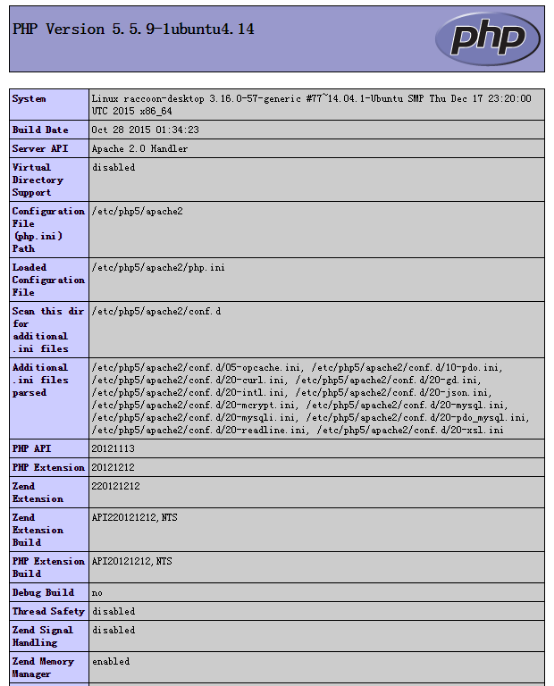 PHP Version 5.5.9-1ubuntu4.14
php
System
Linux raccoon-desktop 3.16.0-57-generic #77~14.04.1-Ubuntu SMP Thu Dec 17 23:20:00
UTC 2015 x86_64
Build Date
Oct 28 2015 01:34:23
Server API
Apache 2.0 Handler
Virtual
Directory
Support
disabled
Configuration
File
(php.ini)
Path
/etc/php5/apache2
Loaded
Configuration
File
/etc/php5/apache2/php.ini
Scan this dir
for
additional
.ini files
/etc/php5/apache2/conf.d
Additional
.ini files
parsed
/etc/php5/apache2/conf.d/05-opcache.ini, /etc/php5/apache2/conf.d/10-pdo.ini,
/etc/php5/apache2/conf.d/20-curl.ini, /etc/php5/apache2/conf.d/20-gd.ini,
/etc/php5/apache2/conf.d/20-intl.ini, /etc/php5/apache2/conf.d/20-json.ini,
/etc/php5/apache2/conf.d/20-mcrypt.ini, /etc/php5/apache2/conf.d/20-mysql.ini,
/etc/php5/apache2/conf.d/20-mysqli.ini, /etc/php5/apache2/conf.d/20-pdo_mysql.ini,
/etc/php5/apache2/conf.d/20-readline.ini, /etc/php5/apache2/conf.d/20-xsl.ini
PHP API
20121113
PHP Extension
20121212
Zend
Extension
220121212
Zend
Extension
Build
API220121212,NTS
PHP Extension
Build
API20121212,NTS
Debug Build
no
Thread Safety
disabled
Zend Signal
Handling
disabled
Zend Memory
Manager
enabled